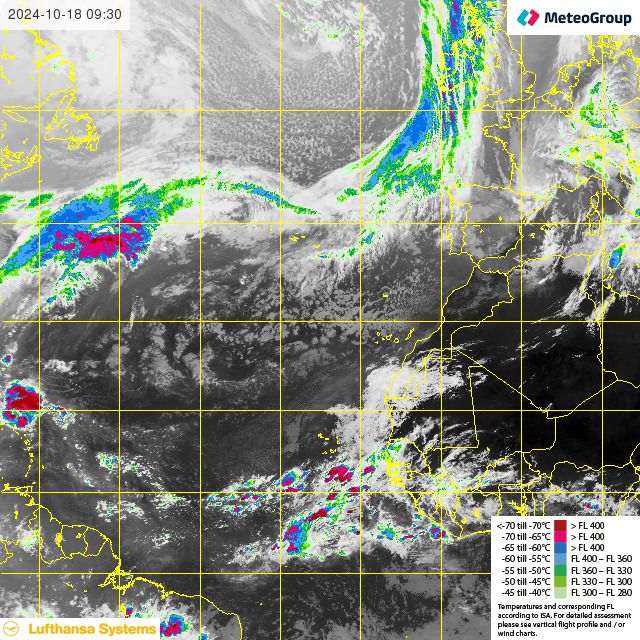 2024-10-18 09:30
MeteoGroup
<-70 till -70°C > FL 400
-70 till -65°C > FL 400
-65 till -60°C > FL 400
-60 till -55°C FL 400 – FL 360
-55 till -50°C FL 360 – FL 330
-50 till -45°C FL 330 – FL 300
-45 till -40°C FL 300 – FL 280
Temperatures and corresponding FL
according to ISA. For detailed assessment
please see vertical flight profile and / or
wind charts.
Lufthansa Systems